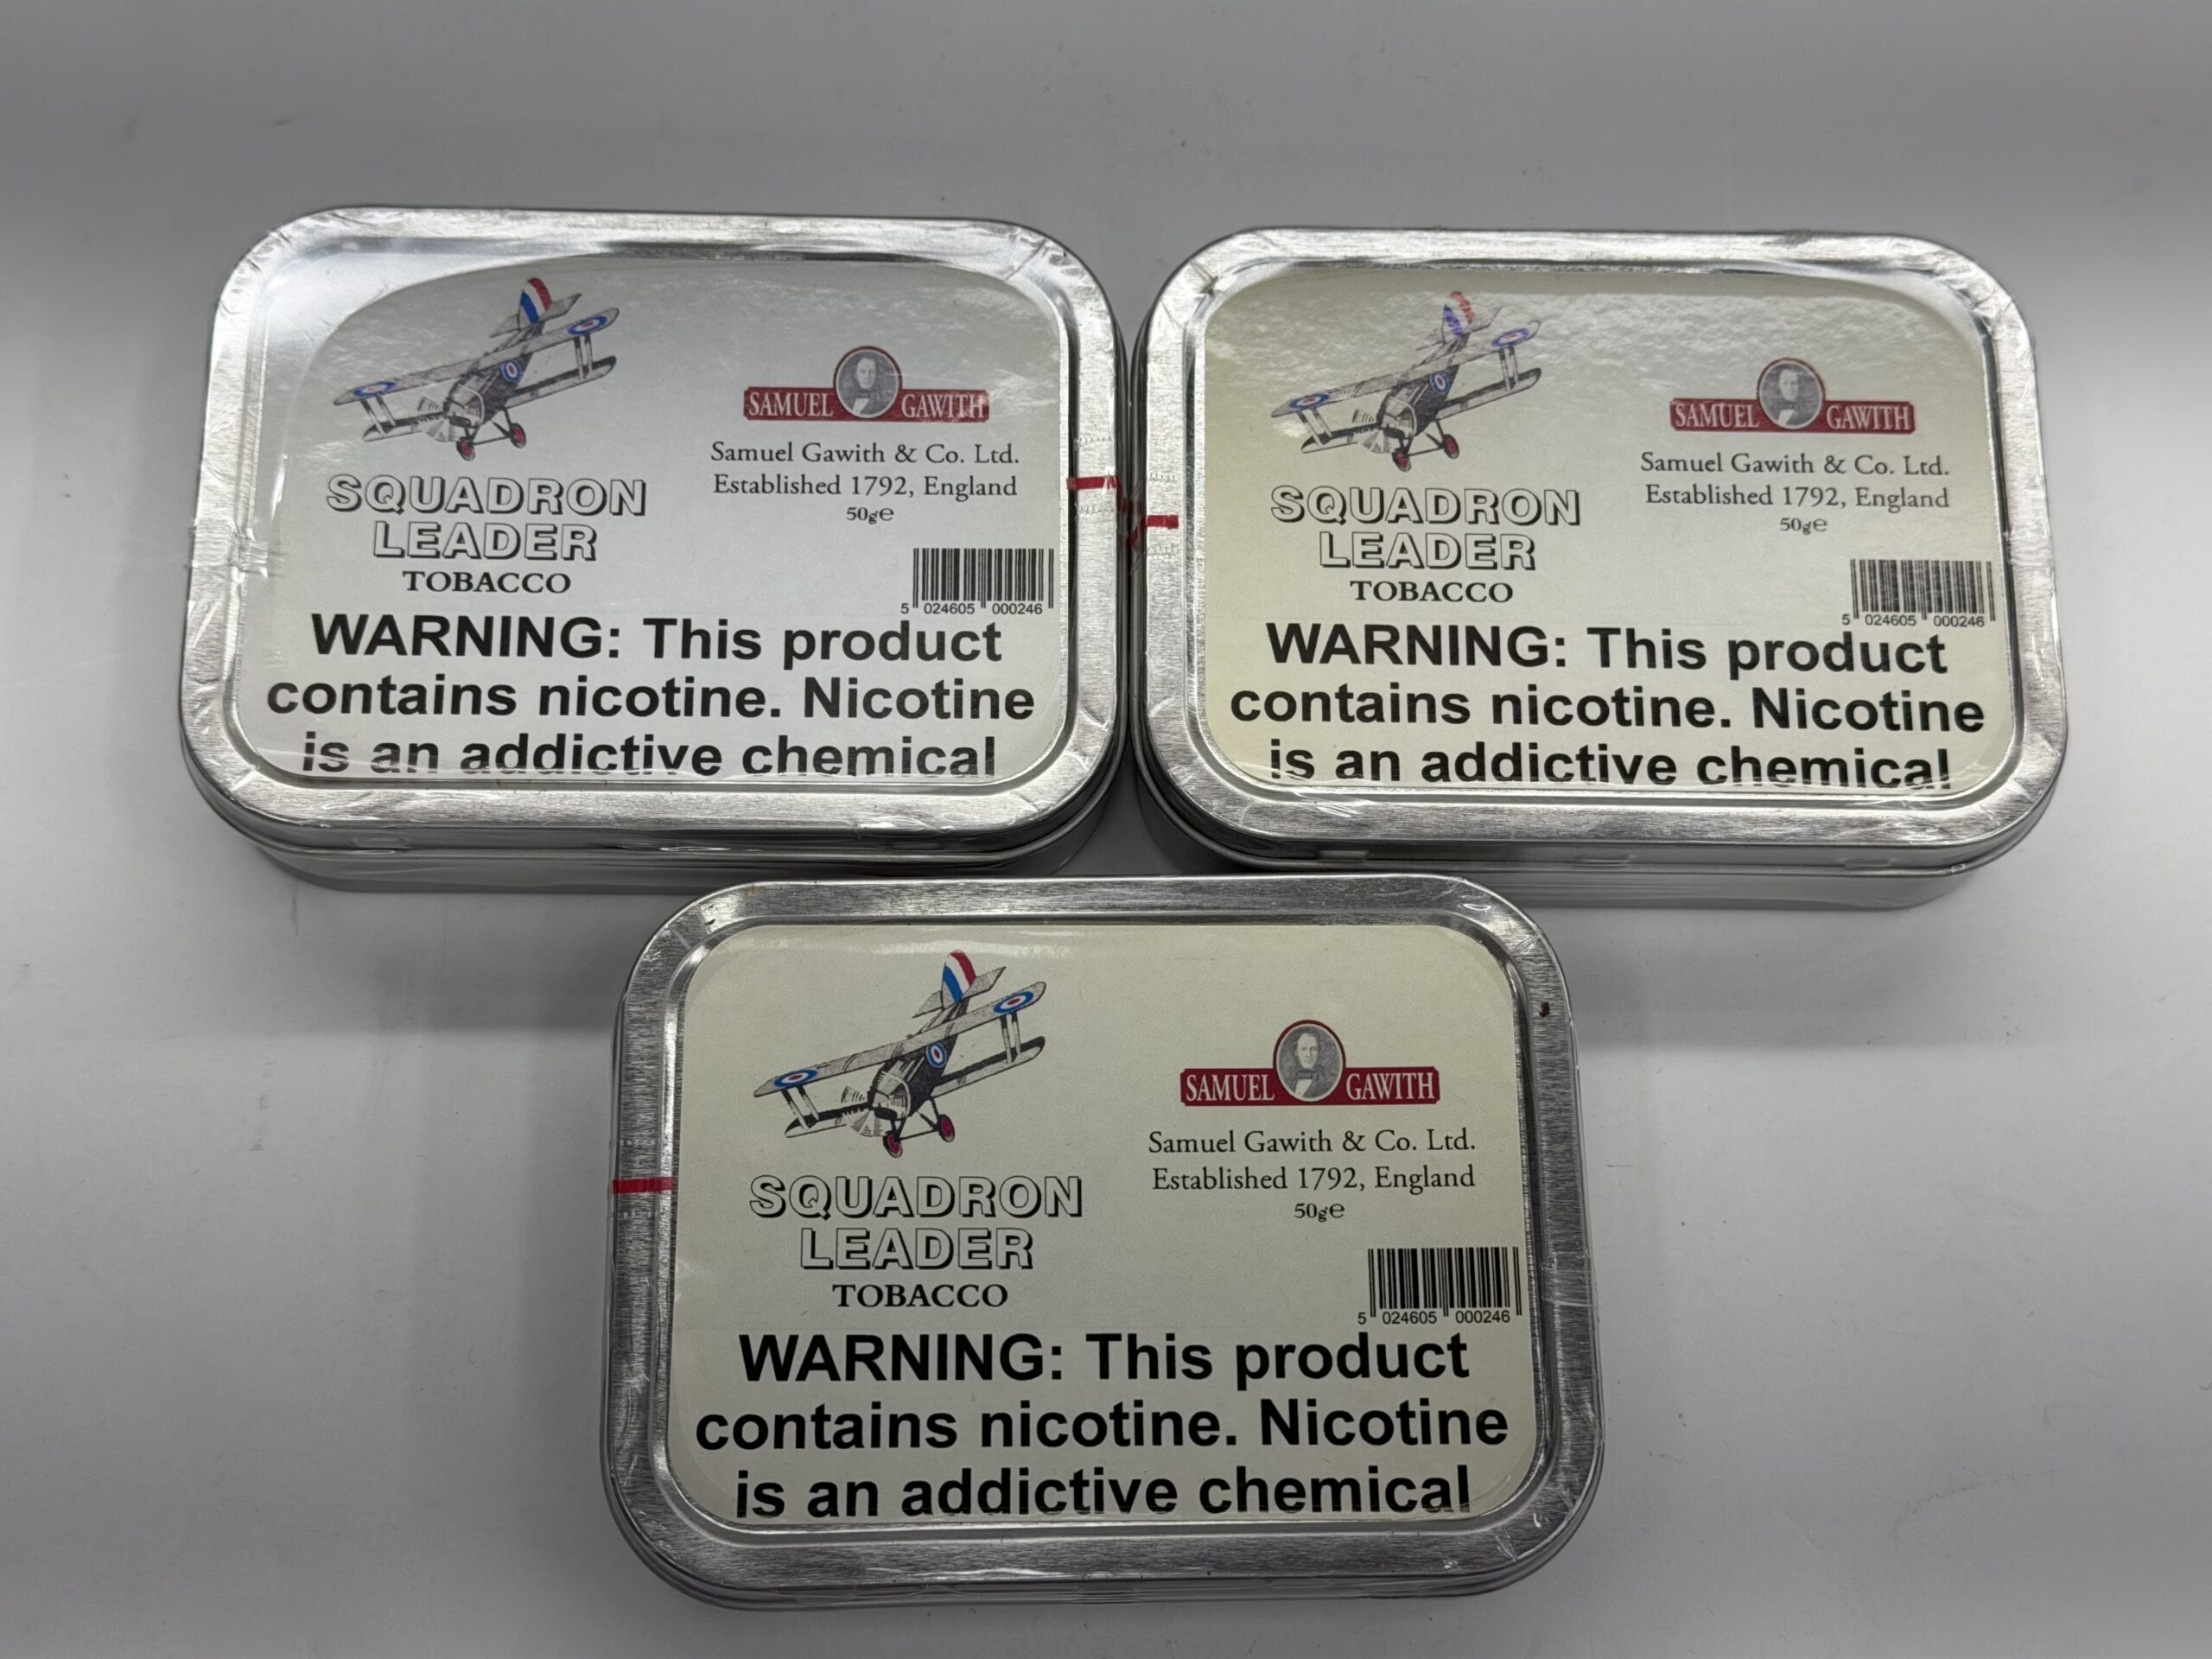 SQUADRON
LEADER
TOBACCO
SAMUEL GAWITH
Samuel Gawith & Co. Ltd.
Established 1792, England
50g℮
5 024605 000246
WARNING: This product
contains nicotine. Nicotine
is an addictive chemical
SQUADRON
LEADER
TOBACCO
SAMUEL GAWITH
Samuel Gawith & Co. Ltd.
Established 1792, England
50g℮
5 024605 000246
WARNING: This product
contains nicotine. Nicotine
is an addictive chemical
SQUADRON
LEADER
TOBACCO
SAMUEL GAWITH
Samuel Gawith & Co. Ltd.
Established 1792, England
50g℮
5 024605 000246
WARNING: This product
contains nicotine. Nicotine
is an addictive chemical